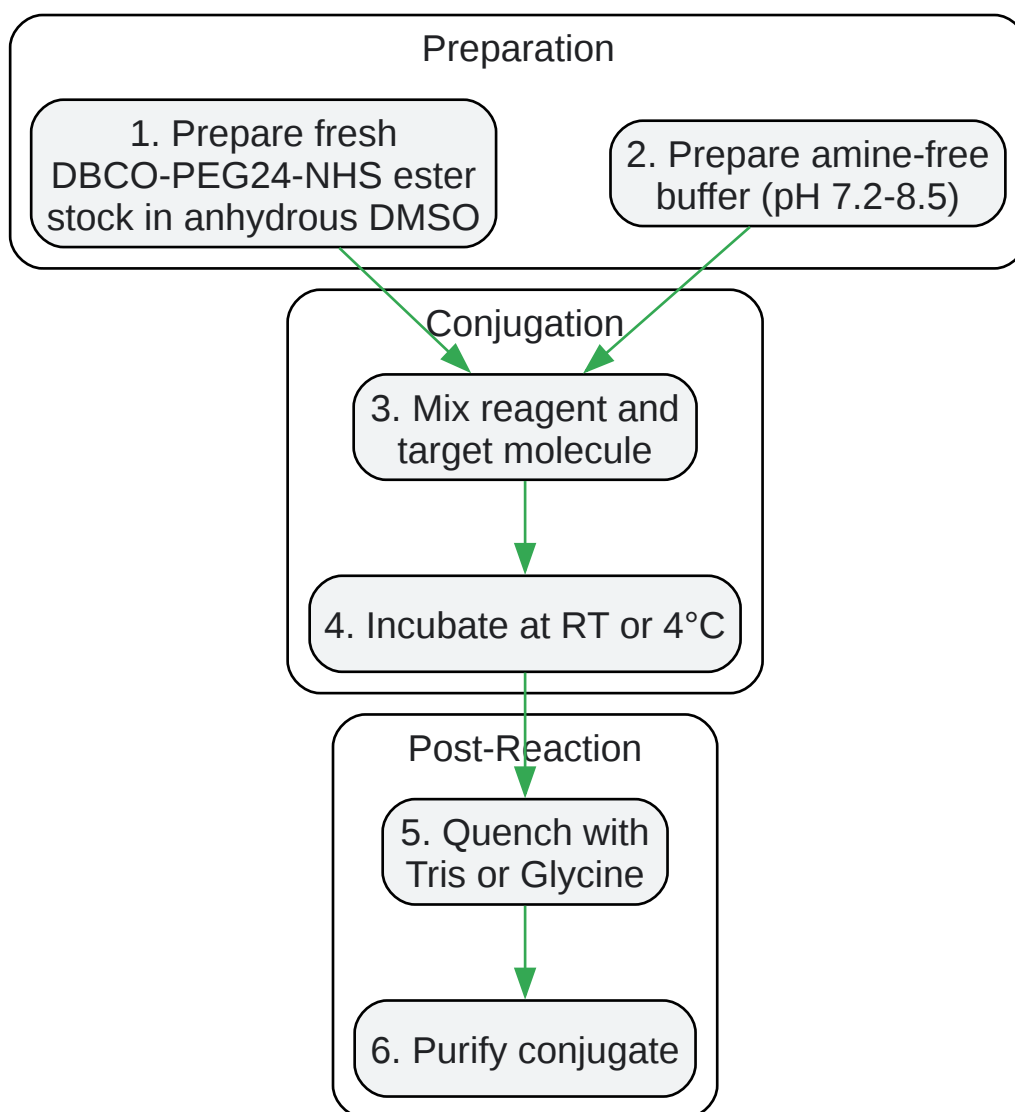 Preparation
1. Prepare fresh
DBCO-PEG24-NHS ester
stock in anhydrous DMSO
2. Prepare amine-free
buffer (pH 7.2-8.5)
Conjugation
3. Mix reagent and
target molecule
4. Incubate at RT or 4°C
Post-Reaction
5. Quench with
Tris or Glycine
6. Purify conjugate